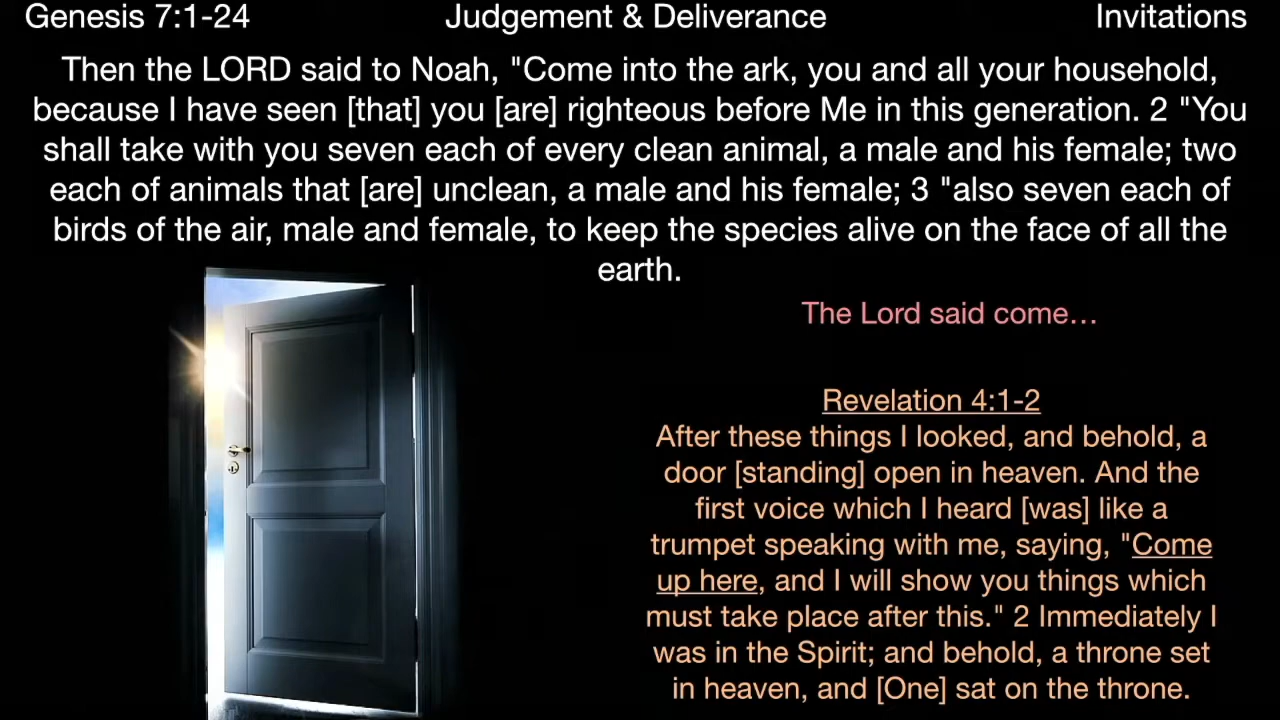 Genesis 7:1-24 Judgement & Deliverance Invitations
Then the LORD said to Noah, "Come into the ark, you and all your household,
because I have seen [that] you [are] righteous before Me in this generation. 2 "You
shall take with you seven each of every clean animal, a male and his female; two
each of animals that [are] unclean, a male and his female; 3 "also seven each of
birds of the air, male and female, to keep the species alive on the face of all the
earth.
The Lord said come…
Revelation 4:1-2
After these things I looked, and behold, a
door [standing] open in heaven. And the
first voice which I heard [was] like a
trumpet speaking with me, saying, "Come
up here, and I will show you things which
must take place after this." 2 Immediately I
was in the Spirit; and behold, a throne set
in heaven, and [One] sat on the throne.